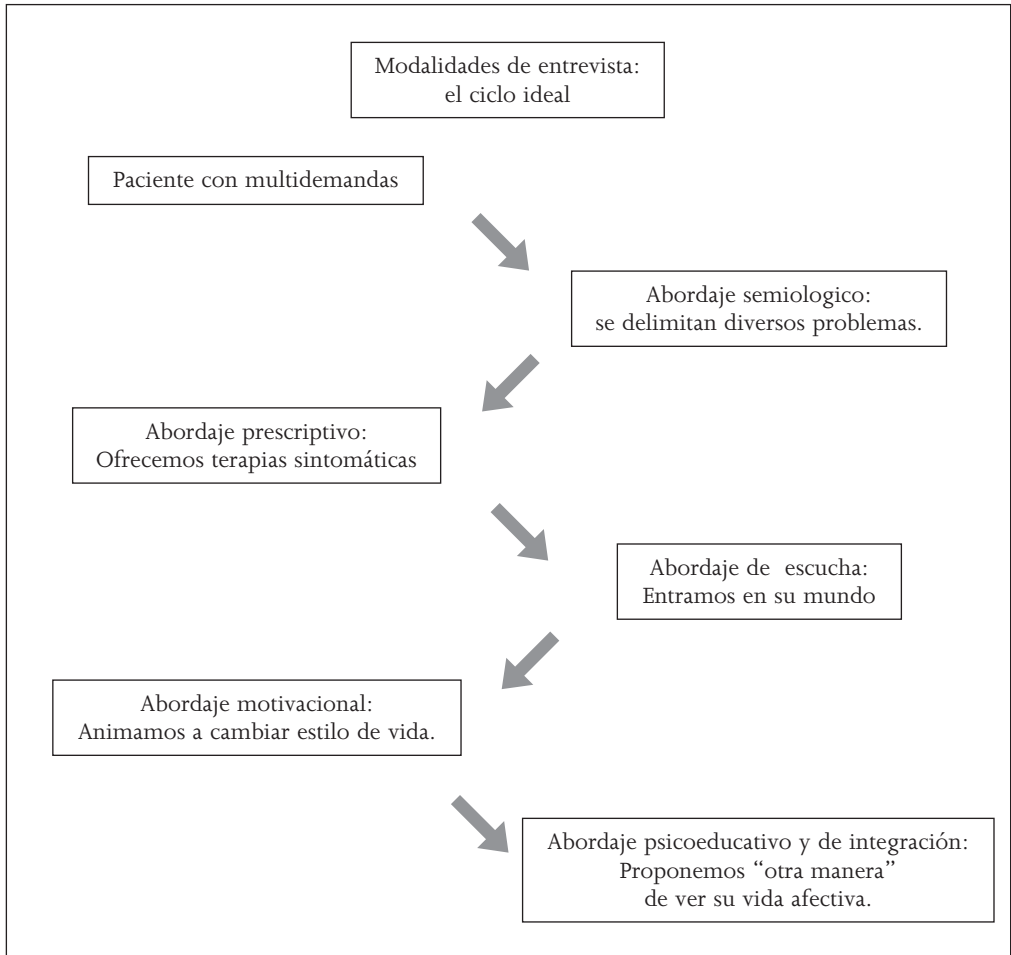 Modalidades de entrevista:
el ciclo ideal
Paciente con multidemandas
Abordaje semiologico:
se delimitan diversos problemas.
Abordaje prescriptivo:
Ofrecemos terapias sintomáticas
Abordaje de escucha:
Entramos en su mundo
Abordaje motivacional:
Animamos a cambiar estilo de vida.
Abordaje psicoeducativo y de integración:
Proponemos “otra manera”
de ver su vida afectiva.